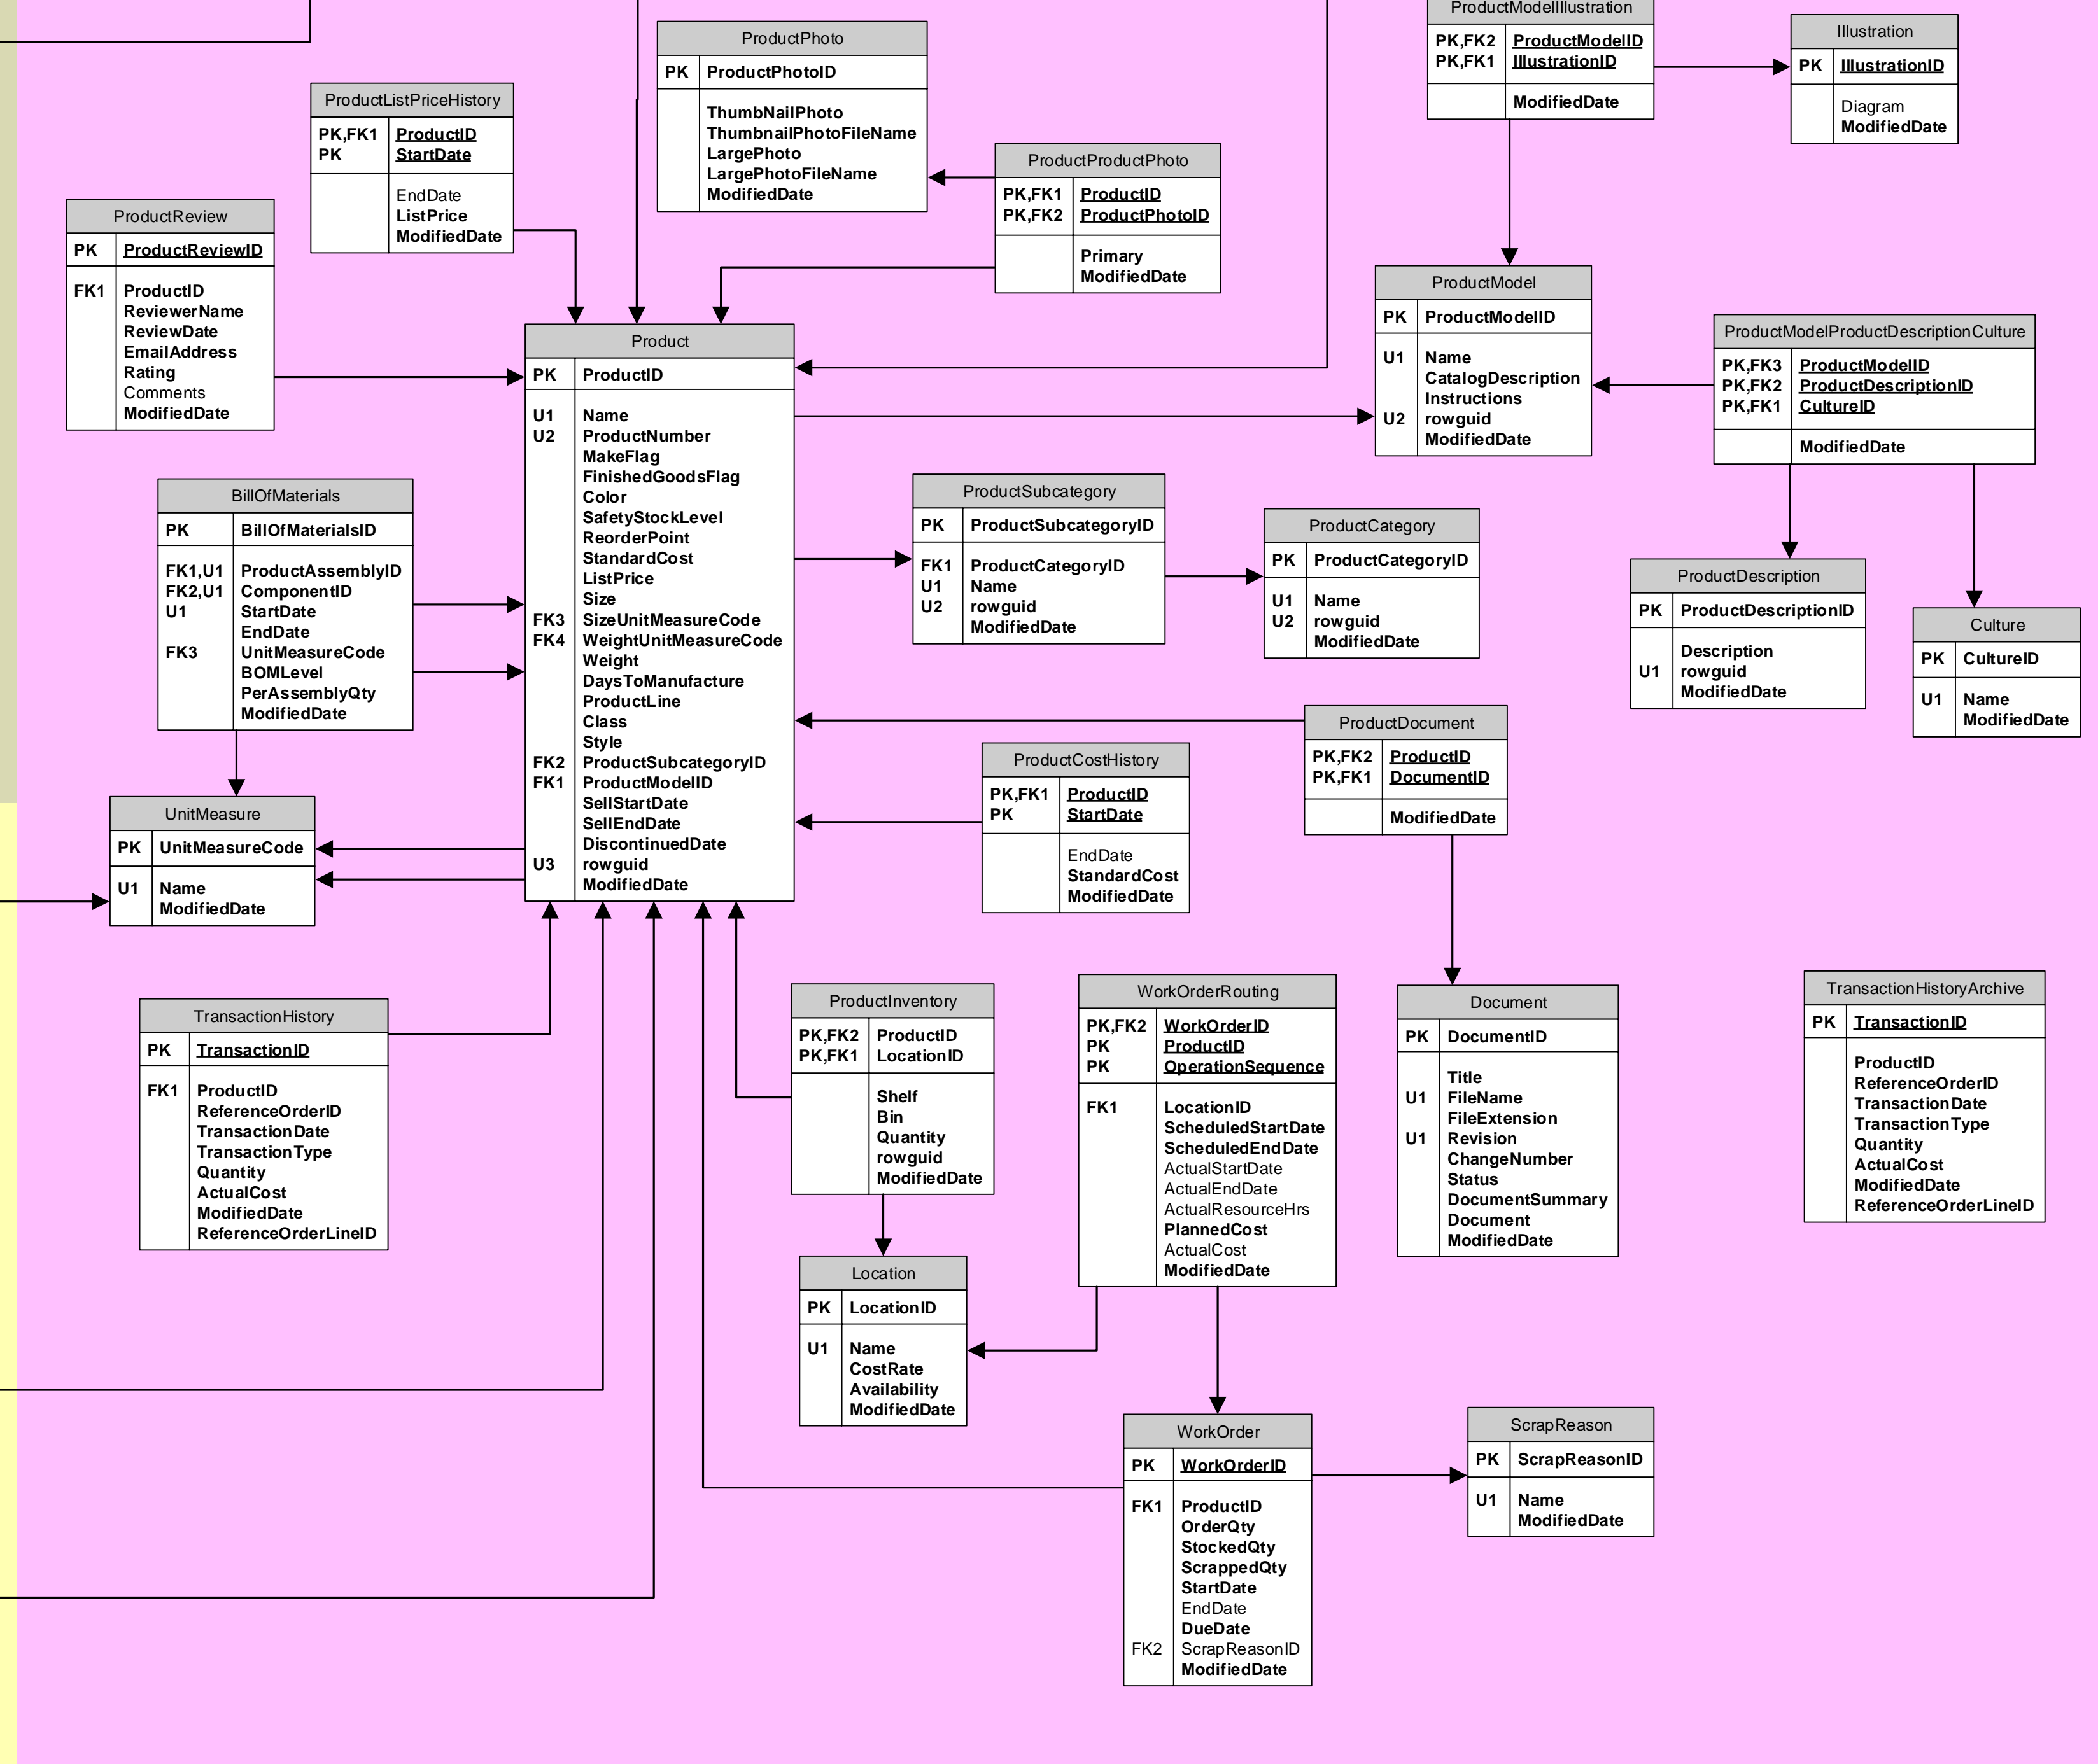 ProductModelIllustration
PK,FK2 ProductModelID
PK,FK1 IllustrationID
ModifiedDate
Illustration
PK IllustrationID
Diagram
ModifiedDate
ProductPhoto
PK ProductPhotoID
ThumbNailPhoto
ThumbnailPhotoFileName
LargePhoto
LargePhotoFileName
ModifiedDate
ProductListPriceHistory
PK,FK1 ProductID
PK StartDate
EndDate
ListPrice
ModifiedDate
ProductProductPhoto
PK,FK1 ProductID
PK,FK2 ProductPhotoID
Primary
ModifiedDate
ProductReview
PK ProductReviewID
FK1 ProductID
ReviewerName
ReviewDate
EmailAddress
Rating
Comments
ModifiedDate
Product
PK ProductID
U1 Name
U2 ProductNumber
MakeFlag
FinishedGoodsFlag
Color
SafetyStockLevel
ReorderPoint
StandardCost
ListPrice
Size
FK3 SizeUnitMeasureCode
FK4 WeightUnitMeasureCode
Weight
DaysToManufacture
ProductLine
Class
Style
FK2 ProductSubcategoryID
FK1 ProductModelID
SellStartDate
SellEndDate
DiscontinuedDate
U3 rowguid
ModifiedDate
ProductModel
PK ProductModelID
U1 Name
CatalogDescription
Instructions
U2 rowguid
ModifiedDate
ProductModelProductDescriptionCulture
PK,FK3 ProductModelID
PK,FK2 ProductDescriptionID
PK,FK1 CultureID
ModifiedDate
BillOfMaterials
PK BillOfMaterialsID
FK1,U1 ProductAssemblyID
FK2,U1 ComponentID
U1 StartDate
EndDate
FK3 UnitMeasureCode
BOMLevel
PerAssemblyQty
ModifiedDate
ProductSubcategory
PK ProductSubcategoryID
FK1 ProductCategoryID
U1 Name
U2 rowguid
ModifiedDate
ProductCategory
PK ProductCategoryID
U1 Name
U2 rowguid
ModifiedDate
ProductDescription
PK ProductDescriptionID
Description
U1 rowguid
ModifiedDate
Culture
PK CultureID
U1 Name
ModifiedDate
ProductDocument
PK,FK2 ProductID
PK,FK1 DocumentID
ModifiedDate
ProductCostHistory
PK,FK1 ProductID
PK StartDate
EndDate
StandardCost
ModifiedDate
UnitMeasure
PK UnitMeasureCode
U1 Name
ModifiedDate
TransactionHistory
PK TransactionID
FK1 ProductID
ReferenceOrderID
TransactionDate
TransactionType
Quantity
ActualCost
ModifiedDate
ReferenceOrderLineID
ProductInventory
PK,FK2 ProductID
PK,FK1 LocationID
Shelf
Bin
Quantity
rowguid
ModifiedDate
WorkOrderRouting
PK,FK2 WorkOrderID
PK ProductID
PK OperationSequence
FK1 LocationID
ScheduledStartDate
ScheduledEndDate
ActualStartDate
ActualEndDate
ActualResourceHrs
PlannedCost
ActualCost
ModifiedDate
Document
PK DocumentID
Title
U1 FileName
FileExtension
U1 Revision
ChangeNumber
Status
DocumentSummary
Document
ModifiedDate
TransactionHistoryArchive
PK TransactionID
ProductID
ReferenceOrderID
TransactionDate
TransactionType
Quantity
ActualCost
ModifiedDate
ReferenceOrderLineID
Location
PK LocationID
U1 Name
CostRate
Availability
ModifiedDate
WorkOrder
PK WorkOrderID
FK1 ProductID
OrderQty
StockedQty
ScrappedQty
StartDate
EndDate
DueDate
FK2 ScrapReasonID
ModifiedDate
ScrapReason
PK ScrapReasonID
U1 Name
ModifiedDate